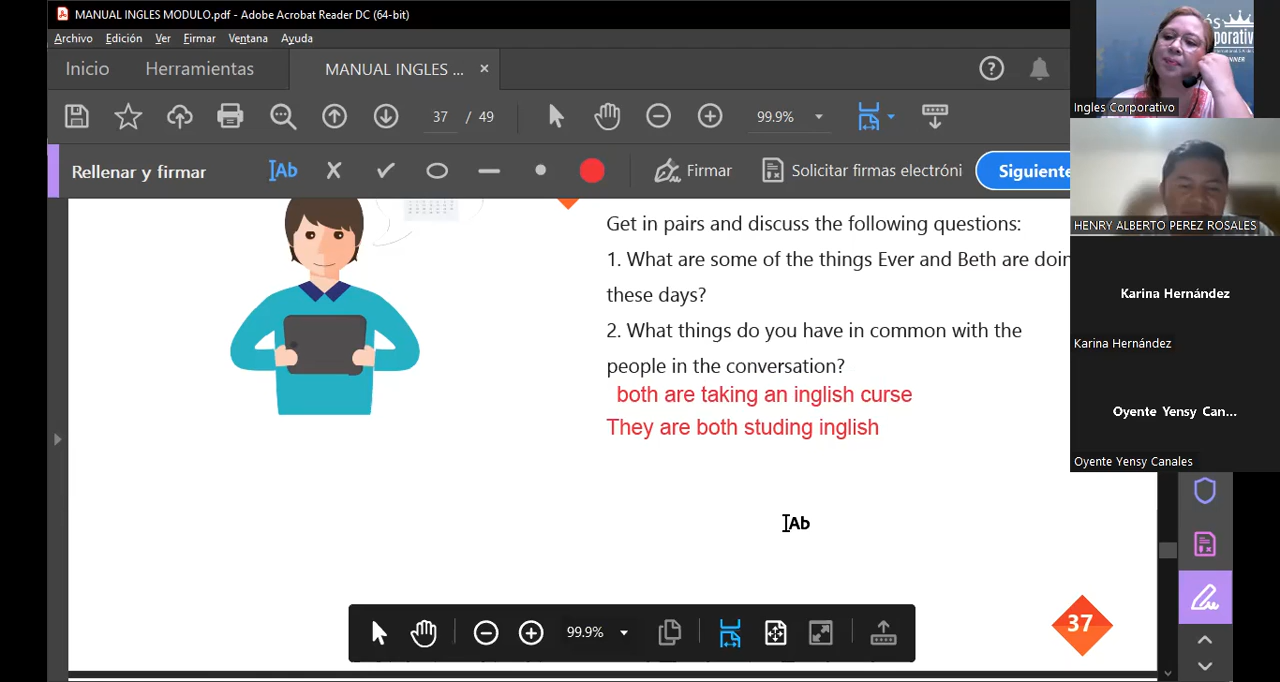 MANUAL INGLES MODULO.pdf - Adobe Acrobat Reader DC (64-bit)
Archivo Edición Ver Firmar Ventana Ayuda
Inicio Herramientas MANUAL INGLES ... ×
37 / 49 99.9%
Rellenar y firmar Ab Firmar Solicitar firmas electróni Siguiente
Get in pairs and discuss the following questions:
1. What are some of the things Ever and Beth are doin
these days?
2. What things do you have in common with the
people in the conversation?
both are taking an inglish curse
They are both studing inglish
Ab
37
99.9%
Ingles Corporativo
HENRY ALBERTO PEREZ ROSALES
Karina Hernández
Karina Hernández
Oyente Yensy Can...
Oyente Yensy Canales